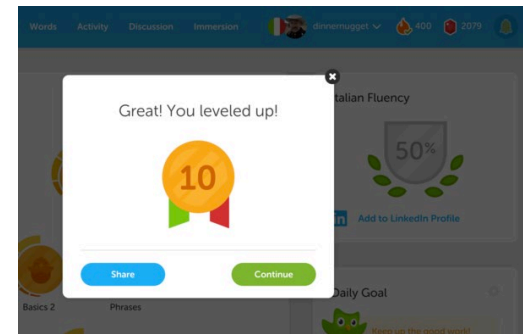 Words Activity Discussion Immersion dinnernugget 400 2079
Great! You leveled up!
10
Share Continue
Italian Fluency
50%
in Add to LinkedIn Profile
Basics 2 Phrases
Daily Goal
Keep up the good work!